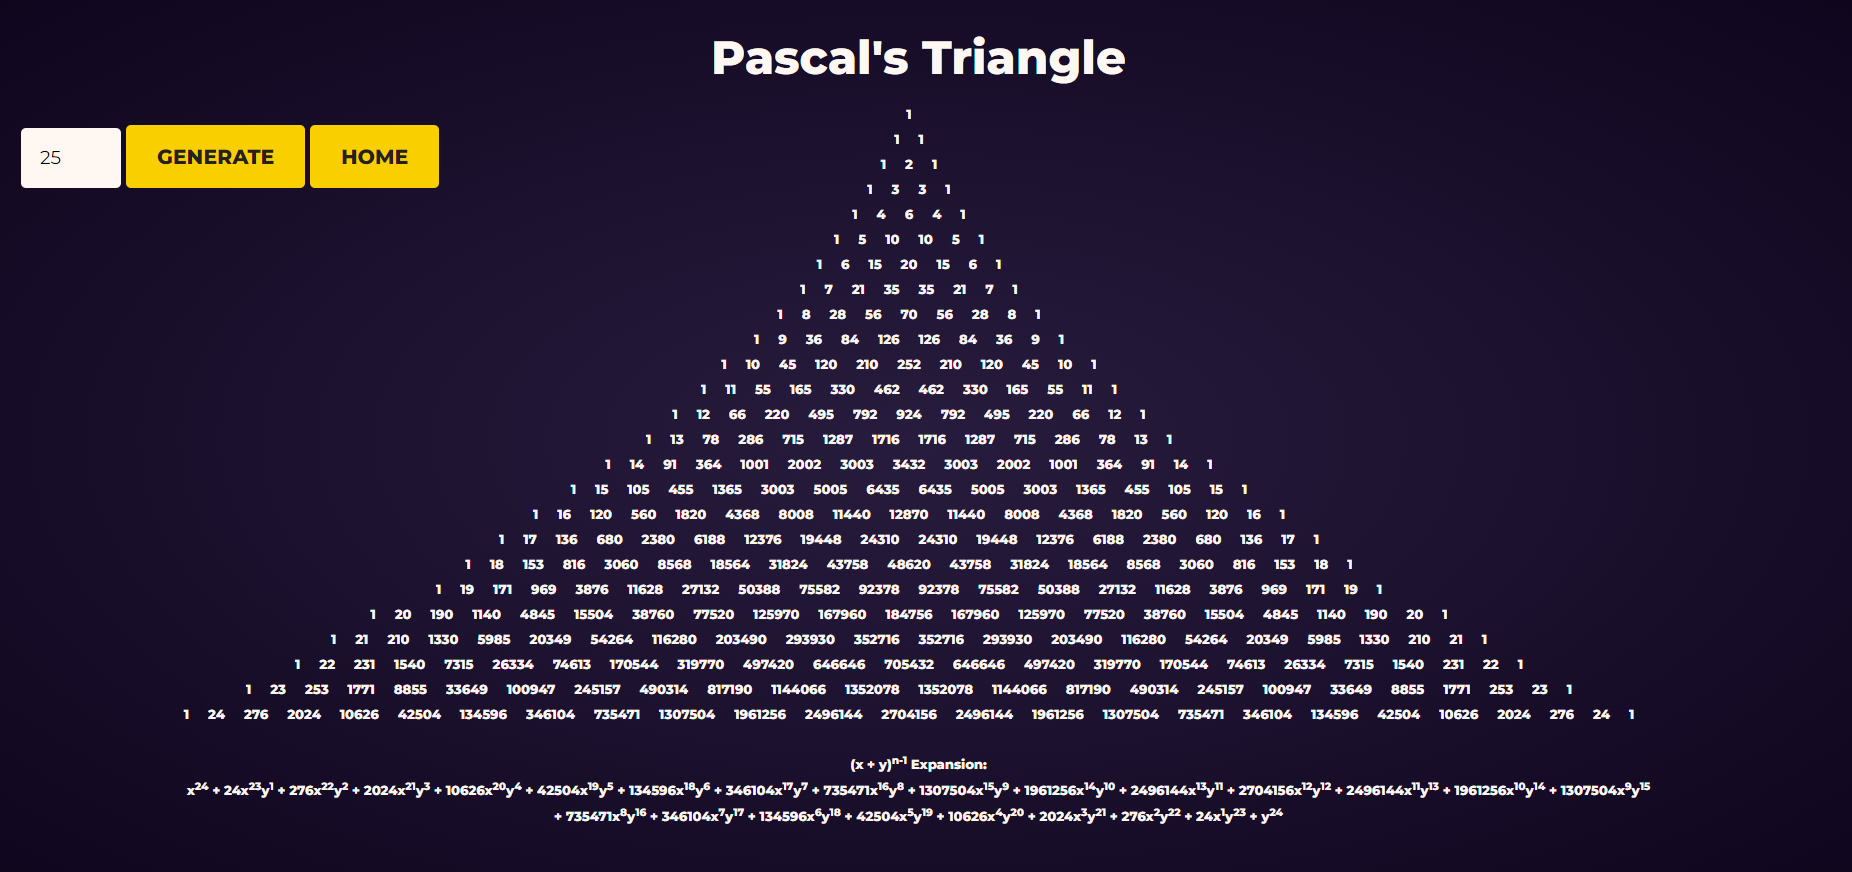 Pascal's Triangle
25 GENERATE HOME
1
1 1
1 2 1
1 3 3 1
1 4 6 4 1
1 5 10 10 5 1
1 6 15 20 15 6 1
1 7 21 35 35 21 7 1
1 8 28 56 70 56 28 8 1
1 9 36 84 126 126 84 36 9 1
1 10 45 120 210 252 210 120 45 10 1
1 11 55 165 330 462 462 330 165 55 11 1
1 12 66 220 495 792 924 792 495 220 66 12 1
1 13 78 286 715 1287 1716 1716 1287 715 286 78 13 1
1 14 91 364 1001 2002 3003 3432 3003 2002 1001 364 91 14 1
1 15 105 455 1365 3003 5005 6435 6435 5005 3003 1365 455 105 15 1
1 16 120 560 1820 4368 8008 11440 12870 11440 8008 4368 1820 560 120 16 1
1 17 136 680 2380 6188 12376 19448 24310 24310 19448 12376 6188 2380 680 136 17 1
1 18 153 816 3060 8568 18564 31824 43758 48620 43758 31824 18564 8568 3060 816 153 18 1
1 19 171 969 3876 11628 27132 50388 75582 92378 92378 75582 50388 27132 11628 3876 969 171 19 1
1 20 190 1140 4845 15504 38760 77520 125970 167960 184756 167960 125970 77520 38760 15504 4845 1140 190 20 1
1 21 210 1330 5985 20349 54264 116280 203490 293930 352716 352716 293930 203490 116280 54264 20349 5985 1330 210 21 1
1 22 231 1540 7315 26334 74613 170544 319770 497420 646646 705432 646646 497420 319770 170544 74613 26334 7315 1540 231 22 1
1 23 253 1771 8855 33649 100947 245157 490314 817190 1144066 1352078 1352078 1144066 817190 490314 245157 100947 33649 8855 1771 253 23 1
1 24 276 2024 10626 42504 134596 346104 735471 1307504 1961256 2496144 2704156 2496144 1961256 1307504 735471 346104 134596 42504 10626 2024 276 24 1
(x + y)ⁿ⁻¹ Expansion:
x²⁴ + 24x²³y¹ + 276x²²y² + 2024x²¹y³ + 10626x²⁰y⁴ + 42504x¹⁹y⁵ + 134596x¹⁸y⁶ + 346104x¹⁷y⁷ + 735471x¹⁶y⁸ + 1307504x¹⁵y⁹ + 1961256x¹⁴y¹⁰ + 2496144x¹³y¹¹ + 2704156x¹²y¹² + 2496144x¹¹y¹³ + 1961256x¹⁰y¹⁴ + 1307504x⁹y¹⁵
+ 735471x⁸y¹⁶ + 346104x⁷y¹⁷ + 134596x⁶y¹⁸ + 42504x⁵y¹⁹ + 10626x⁴y²⁰ + 2024x³y²¹ + 276x²y²² + 24x¹y²³ + y²⁴